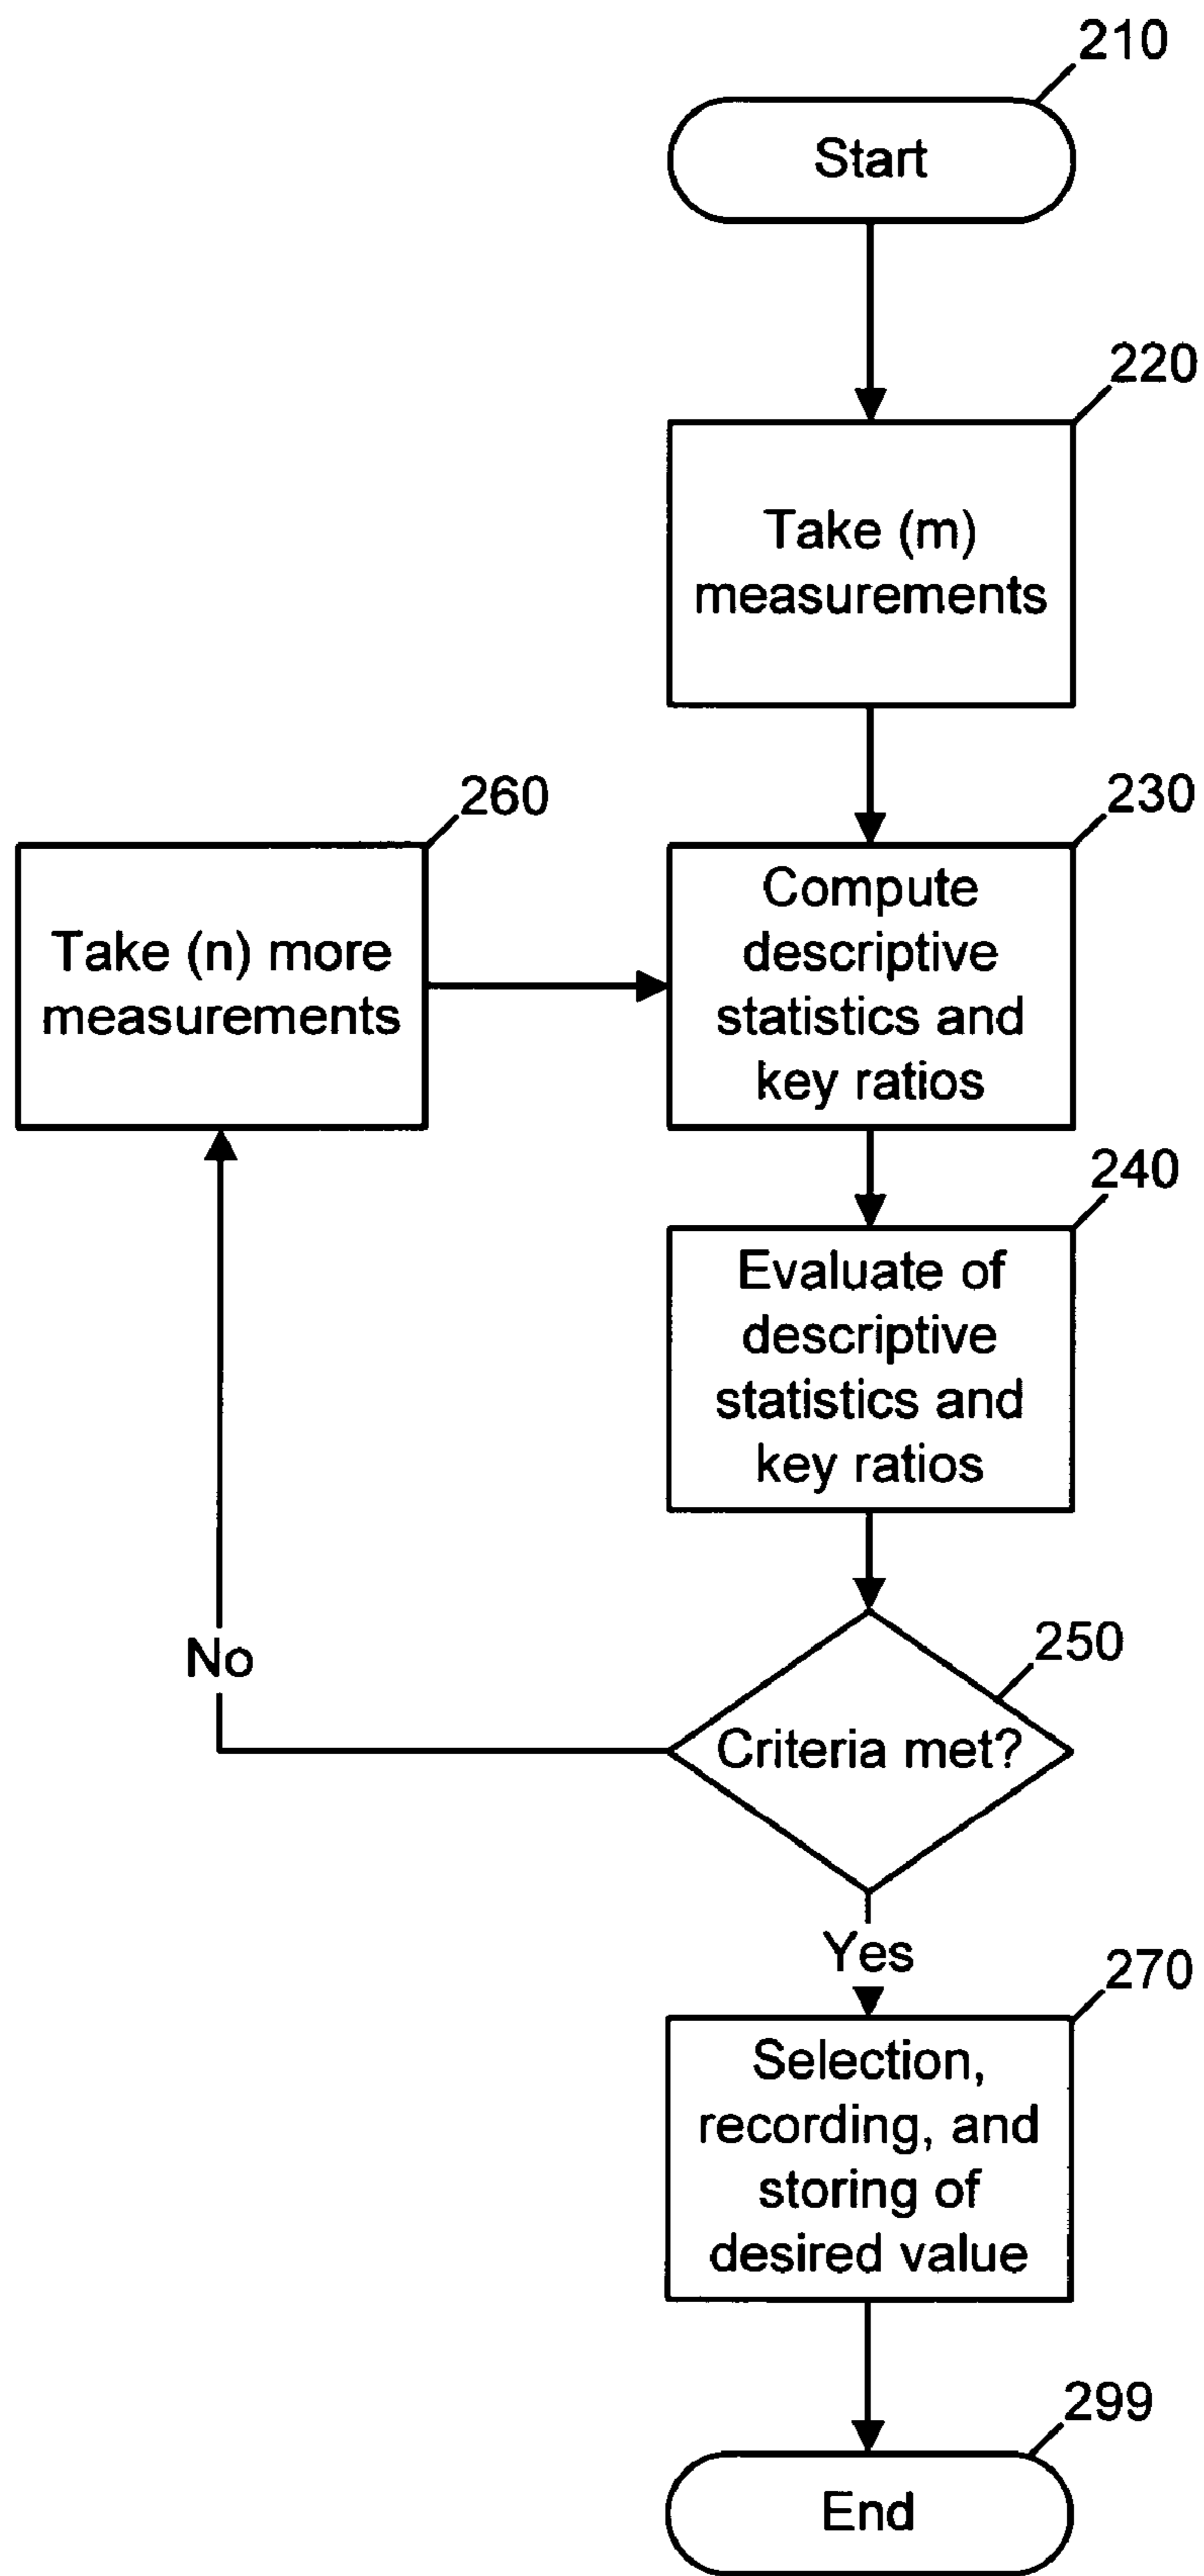 210
Start
220
Take (m)
measurements
260
Take (n) more
measurements
230
Compute
descriptive
statistics and
key ratios
240
Evaluate of
descriptive
statistics and
key ratios
250
Criteria met?
No
Yes
270
Selection,
recording, and
storing of
desired value
299
End